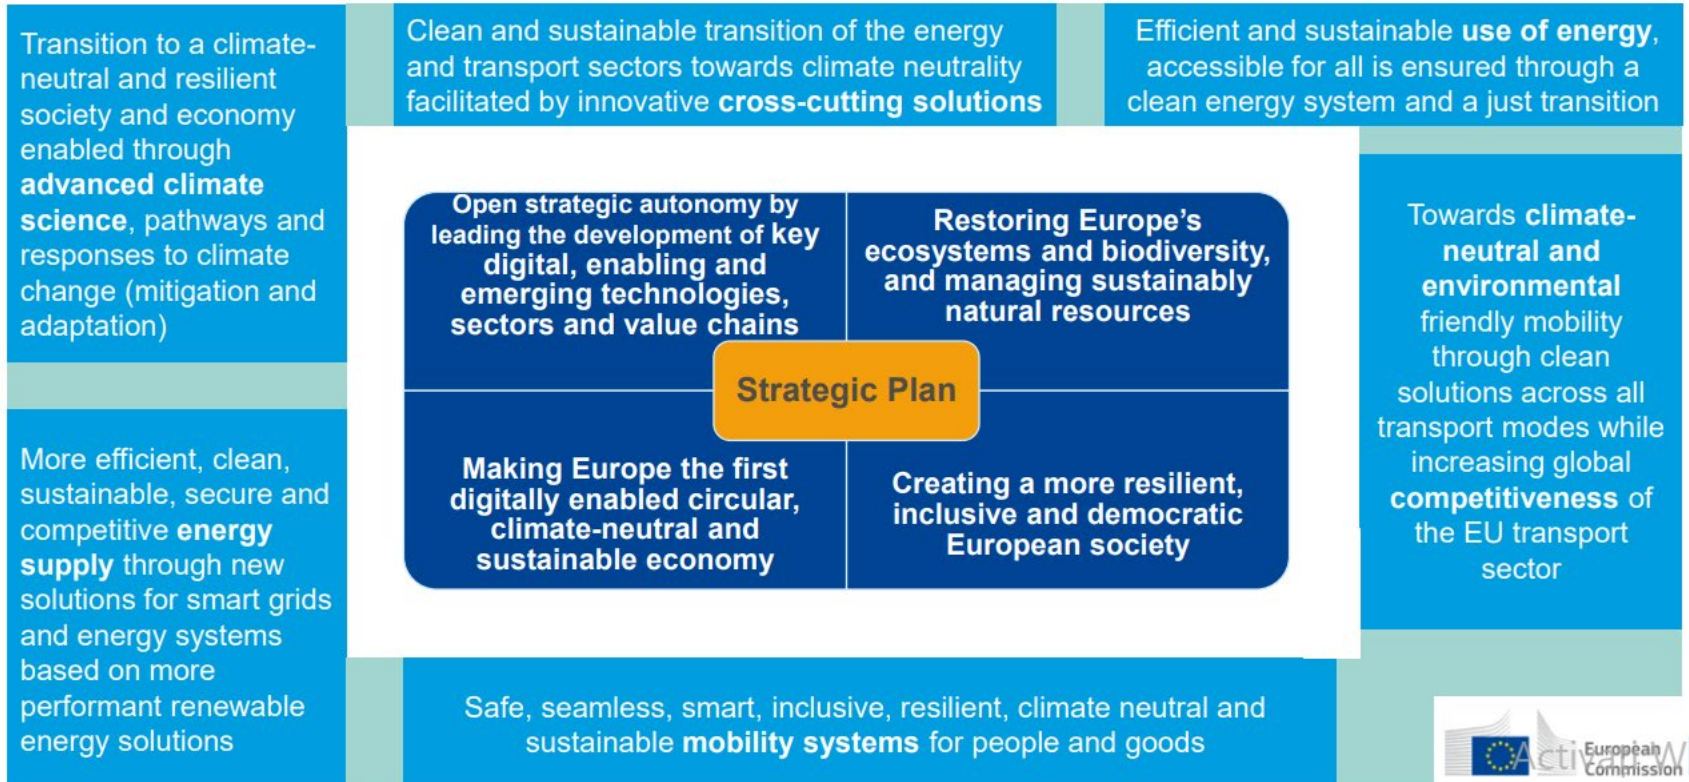 Transition to a climate-
neutral and resilient
society and economy
enabled through
advanced climate
science, pathways and
responses to climate
change (mitigation and
adaptation)
Clean and sustainable transition of the energy
and transport sectors towards climate neutrality
facilitated by innovative cross-cutting solutions
Efficient and sustainable use of energy,
accessible for all is ensured through a
clean energy system and a just transition
Open strategic autonomy by
leading the development of key
digital, enabling and
emerging technologies,
sectors and value chains
Restoring Europe’s
ecosystems and biodiversity,
and managing sustainably
natural resources
Strategic Plan
Making Europe the first
digitally enabled circular,
climate-neutral and
sustainable economy
Creating a more resilient,
inclusive and democratic
European society
Towards climate-
neutral and
environmental
friendly mobility
through clean
solutions across all
transport modes while
increasing global
competitiveness of
the EU transport
sector
More efficient, clean,
sustainable, secure and
competitive energy
supply through new
solutions for smart grids
and energy systems
based on more
performant renewable
energy solutions
Safe, seamless, smart, inclusive, resilient, climate neutral and
sustainable mobility systems for people and goods
European
Commission